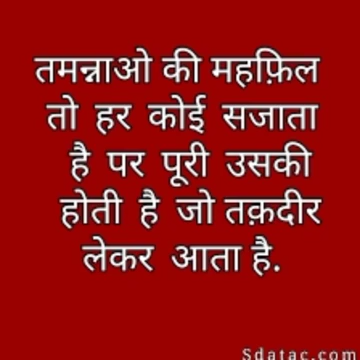 तमन्नाओ की महफ़िल
तो हर कोई सजाता
है पर पूरी उसकी
होती है जो तक़दीर
लेकर आता है.
Sdatac.com